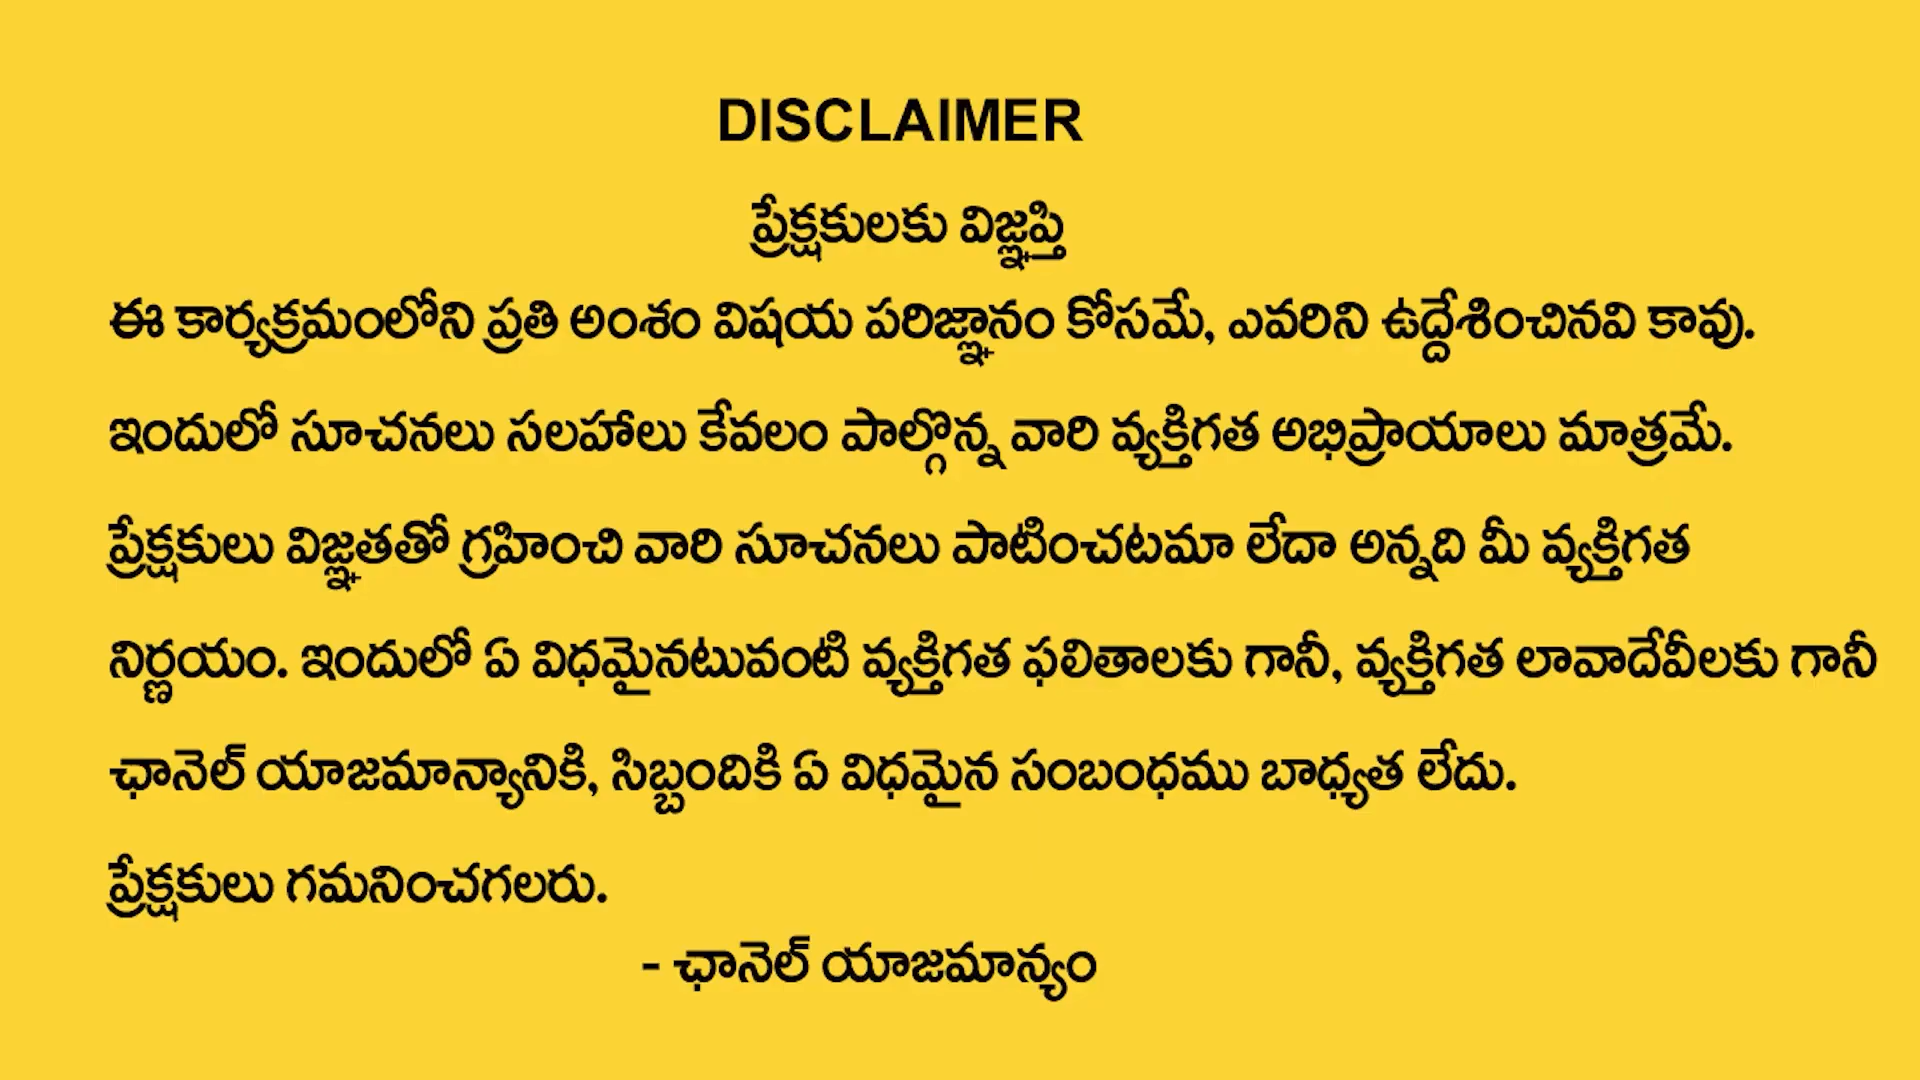 DISCLAIMER
ప్రేక్షకులకు విజ్ఞప్తి
ఈ కార్యక్రమంలోని ప్రతి అంశం విషయ పరిజ్ఞానం కోసమే, ఎవరిని ఉద్దేశించినవి కావు.
ఇందులో సూచనలు సలహాలు కేవలం పాల్గొన్న వారి వ్యక్తిగత అభిప్రాయాలు మాత్రమే.
ప్రేక్షకులు విజ్ఞతతో గ్రహించి వారి సూచనలు పాటించటమా లేదా అన్నది మీ వ్యక్తిగత
నిర్ణయం. ఇందులో ఏ విధమైనటువంటి వ్యక్తిగత ఫలితాలకు గానీ, వ్యక్తిగత లావాదేవీలకు గానీ
ఛానెల్ యాజమాన్యానికి, సిబ్బందికి ఏ విధమైన సంబంధము బాధ్యత లేదు.
ప్రేక్షకులు గమనించగలరు.
- ఛానెల్ యాజమాన్యం